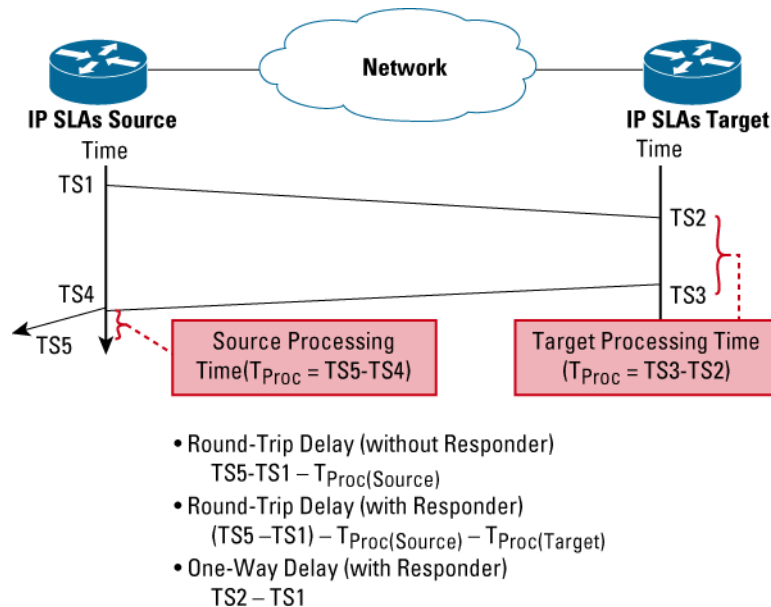 Network
IP SLAs Source
IP SLAs Target
Time
Time
TS1
TS2
TS3
TS4
TS5
Source Processing
Time(TProc = TS5-TS4)
Target Processing Time
(TProc = TS3-TS2)
• Round-Trip Delay (without Responder)
TS5-TS1 – TProc(Source)
• Round-Trip Delay (with Responder)
(TS5 –TS1) – TProc(Source) – TProc(Target)
• One-Way Delay (with Responder)
TS2 – TS1